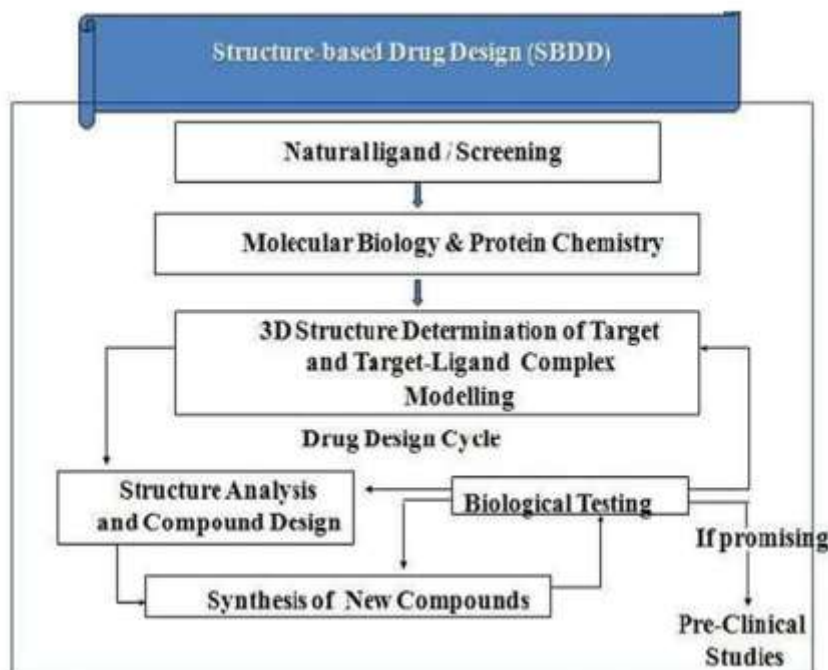 Structure-based Drug Design (SBDD)
Natural ligand / Screening
Molecular Biology & Protein Chemistry
3D Structure Determination of Target
and Target-Ligand Complex
Modelling
Drug Design Cycle
Structure Analysis
and Compound Design
Biological Testing
If promising
Synthesis of New Compounds
Pre-Clinical
Studies